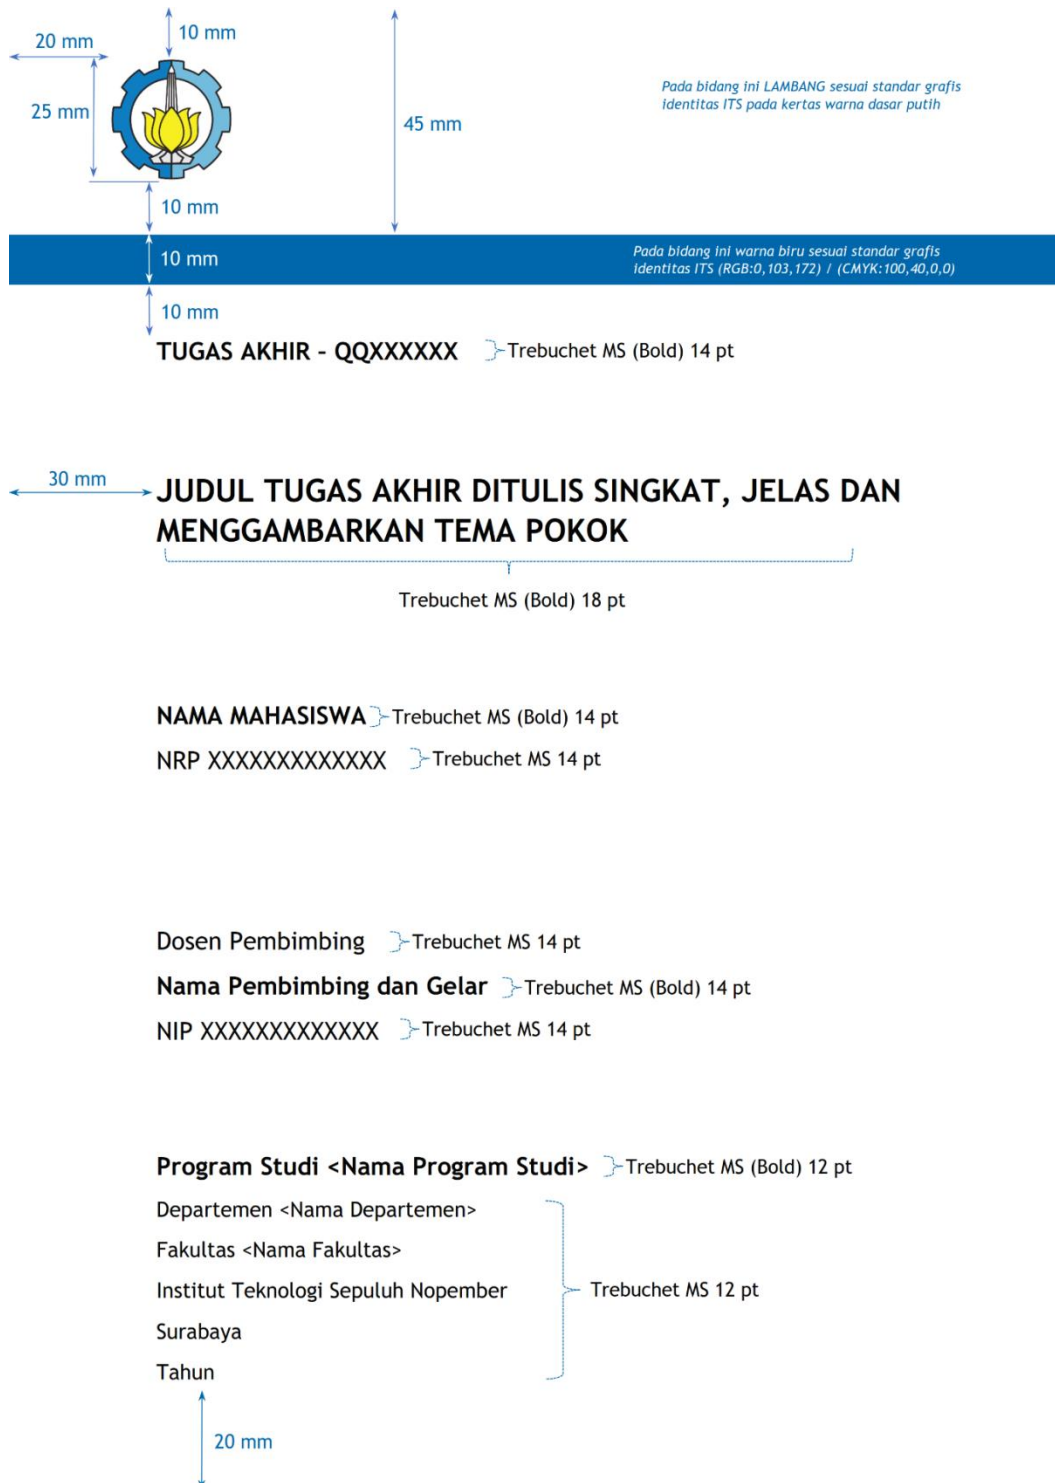 10 mm
20 mm
25 mm
45 mm
Pada bidang ini LAMBANG sesuai standar grafis
identitas ITS pada kertas warna dasar putih
10 mm
10 mm
Pada bidang ini warna biru sesuai standar grafis
identitas ITS (RGB:0,103,172) / (CMYK:100,40,0,0)
10 mm
TUGAS AKHIR – QQXXXXXX Trebuchet MS (Bold) 14 pt
30 mm
JUDUL TUGAS AKHIR DITULIS SINGKAT, JELAS DAN
MENGGAMBARKAN TEMA POKOK
Trebuchet MS (Bold) 18 pt
NAMA MAHASISWA Trebuchet MS (Bold) 14 pt
NRP XXXXXXXXXXXXX Trebuchet MS 14 pt
Dosen Pembimbing Trebuchet MS 14 pt
Nama Pembimbing dan Gelar Trebuchet MS (Bold) 14 pt
NIP XXXXXXXXXXXXX Trebuchet MS 14 pt
Program Studi <Nama Program Studi> Trebuchet MS (Bold) 12 pt
Departemen <Nama Departemen>
Fakultas <Nama Fakultas>
Institut Teknologi Sepuluh Nopember Trebuchet MS 12 pt
Surabaya
Tahun
20 mm